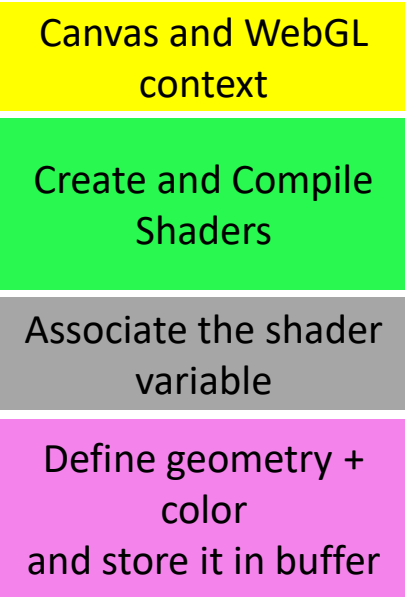 Canvas and WebGL
context
Create and Compile
Shaders
Associate the shader
variable
Define geometry +
color
and store it in buffer